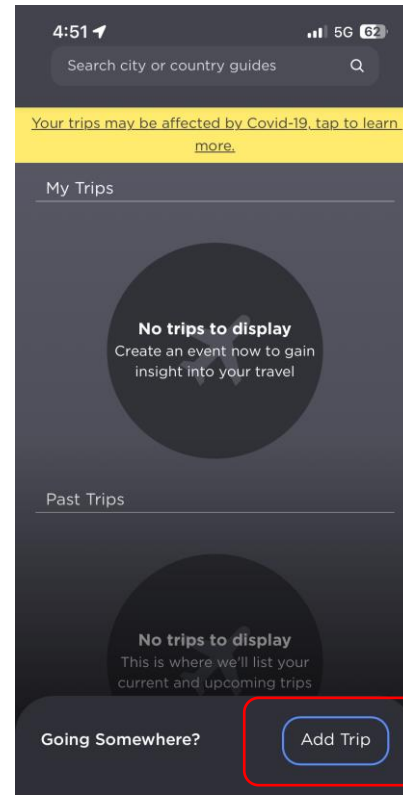 4:51
5G 62
Search city or country guides
Your trips may be affected by Covid-19, tap to learn
more.
My Trips
No trips to display
Create an event now to gain
insight into your travel
Past Trips
No trips to display
This is where we'll list your
current and upcoming trips
Going Somewhere?
Add Trip